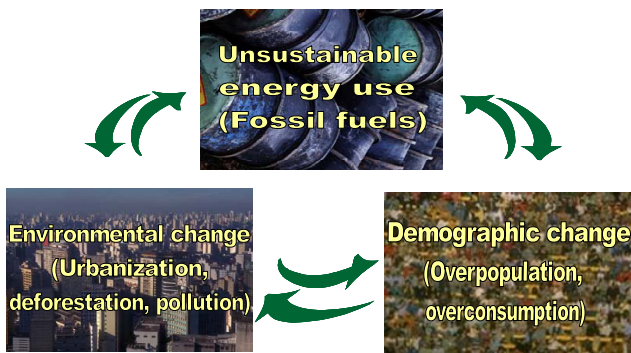 Unsustainable
energy use
(Fossil fuels)
Environmental change
(Urbanization,
deforestation, pollution)
Demographic change
(Overpopulation,
overconsumption)